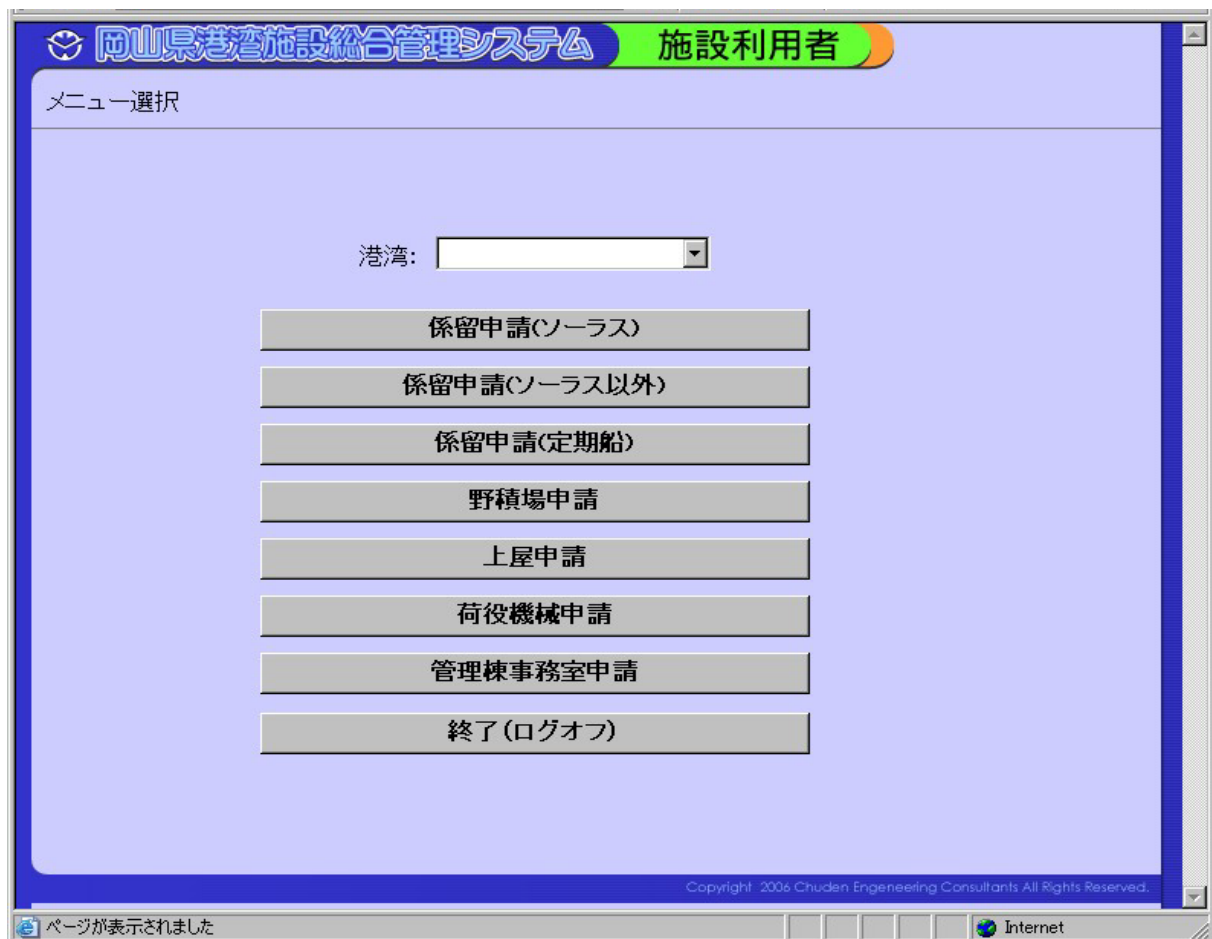 岡山県港湾施設総合管理システム 施設利用者
メニュー選択
港湾:
係留申請(ソーラス)
係留申請(ソーラス以外)
係留申請(定期船)
野積場申請
上屋申請
荷役機械申請
管理棟事務室申請
終了(ログオフ)
Copyright 2006 Chuden Engeneering Consultants All Rights Reserved.
ページが表示されました Internet